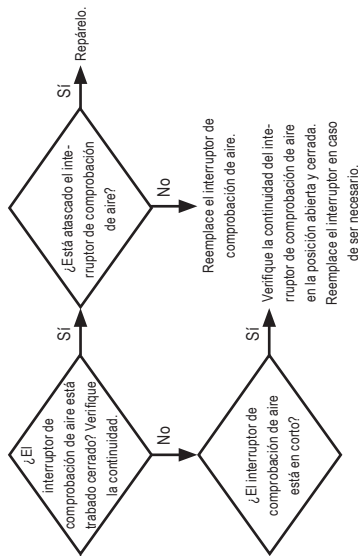 ¿El
interruptor de
comprobación de aire está
trabado cerrado? Verifique
la continuidad.
Sí
¿Está atascado el inte-
rruptor de comprobación
de aire?
Sí
Repárelo.
No
Reemplace el interruptor de
comprobación de aire.
No
¿El interruptor de
comprobación de aire
está en corto?
Sí
Verifique la continuidad del inte-
rruptor de comprobación de aire
en la posición abierta y cerrada.
Reemplace el interruptor en caso
de ser necesario.